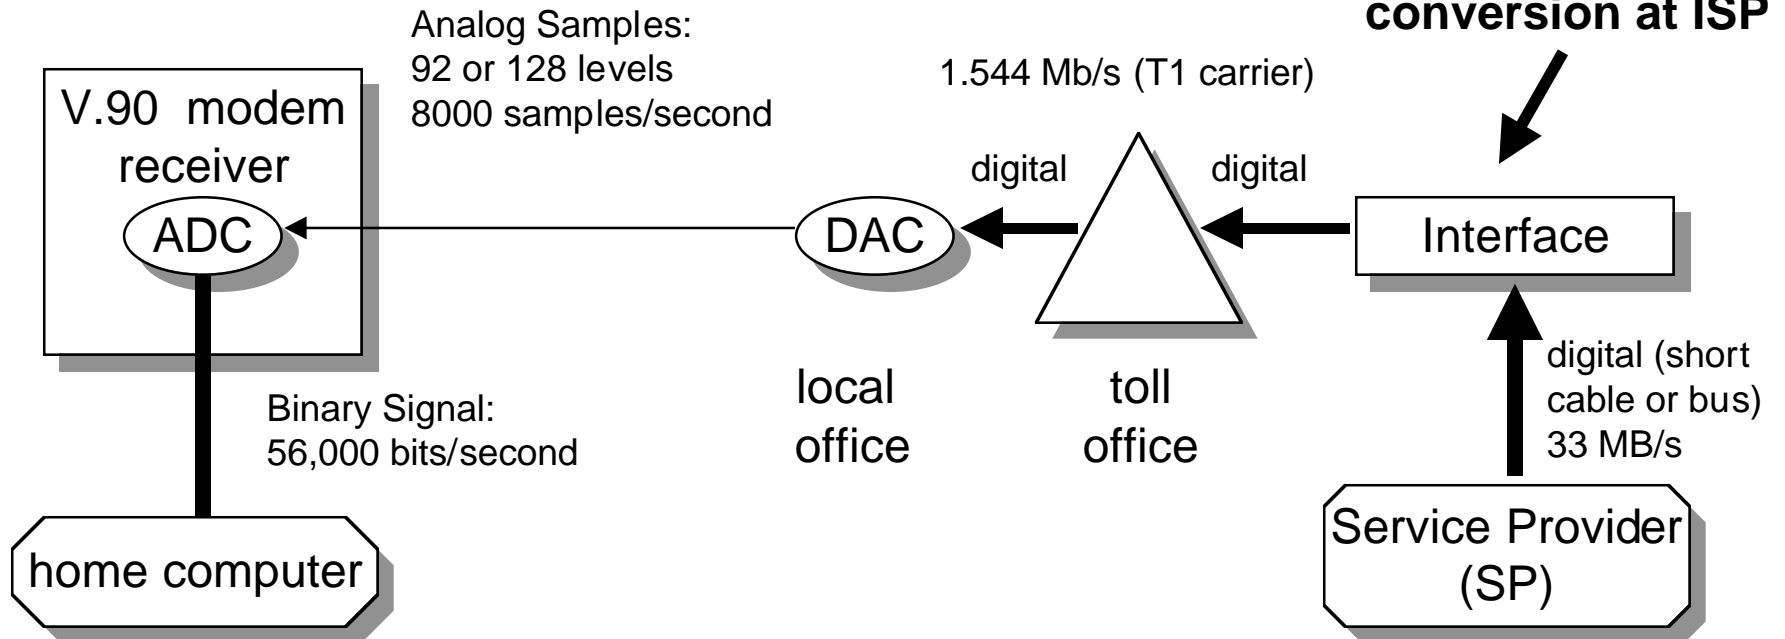 conversion at ISP
Analog Samples:
92 or 128 levels
8000 samples/second
1.544 Mb/s (T1 carrier)
V.90 modem
receiver
ADC
digital
digital
DAC
Interface
local
office
toll
office
digital (short
cable or bus)
33 MB/s
Binary Signal:
56,000 bits/second
home computer
Service Provider
(SP)